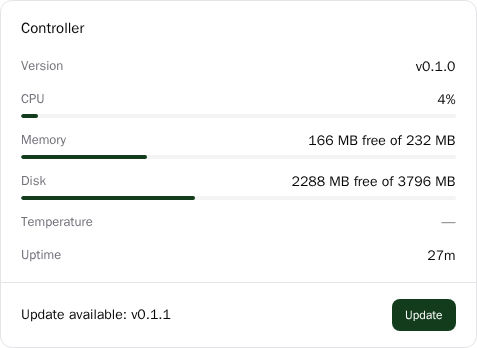 Controller
Version v0.1.0
CPU 4%
Memory 166 MB free of 232 MB
Disk 2288 MB free of 3796 MB
Temperature —
Uptime 27m
Update available: v0.1.1 Update